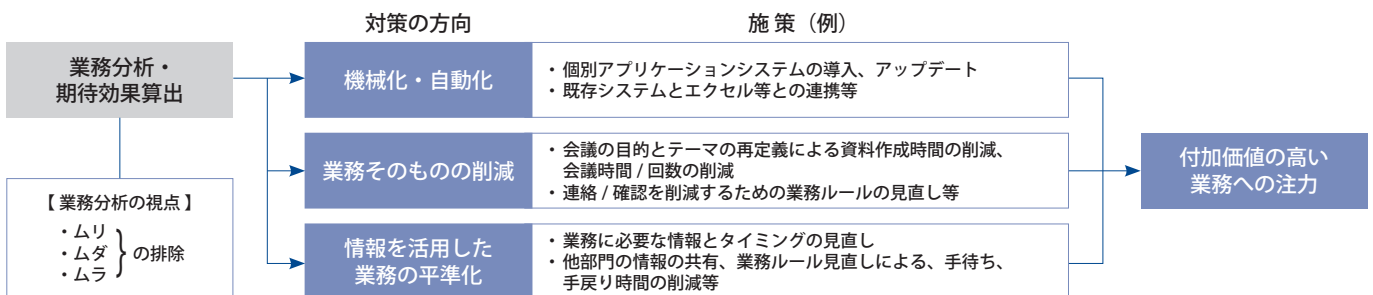 対策の方向
施 策（例）
業務分析・
期待効果算出
【 業務分析の視点 】
・ムリ
・ムダ
・ムラ
の排除
機械化・自動化
・個別アプリケーションシステムの導入、アップデート
・既存システムとエクセル等との連携等
業務そのものの削減
・会議の目的とテーマの再定義による資料作成時間の削減、
会議時間 / 回数の削減
・連絡 / 確認を削減するための業務ルールの見直し等
情報を活用した
業務の平準化
・業務に必要な情報とタイミングの見直し
・他部門の情報の共有、業務ルール見直しによる、手待ち、
手戻り時間の削減等
付加価値の高い
業務への注力